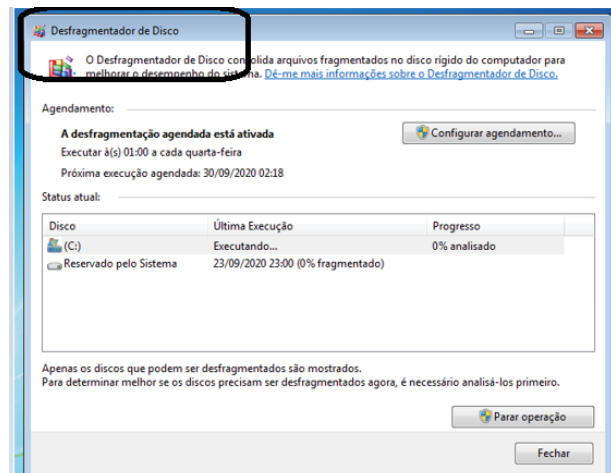 Desfragmentador de Disco
O Desfragmentador de Disco consolida arquivos fragmentados no disco rígido do computador para
melhorar o desempenho do sistema. Dê-me mais informações sobre o Desfragmentador de Disco.
Agendamento:
A desfragmentação agendada está ativada
Configurar agendamento...
Executar à(s) 01:00 a cada quarta-feira
Próxima execução agendada: 30/09/2020 02:18
Status atual:
Disco Última Execução Progresso
(C:) Executando... 0% analisado
Reservado pelo Sistema 23/09/2020 23:00 (0% fragmentado)
Apenas os discos que podem ser desfragmentados são mostrados.
Para determinar melhor se os discos precisam ser desfragmentados agora, é necessário analisá-los primeiro.
Parar operação
Fechar